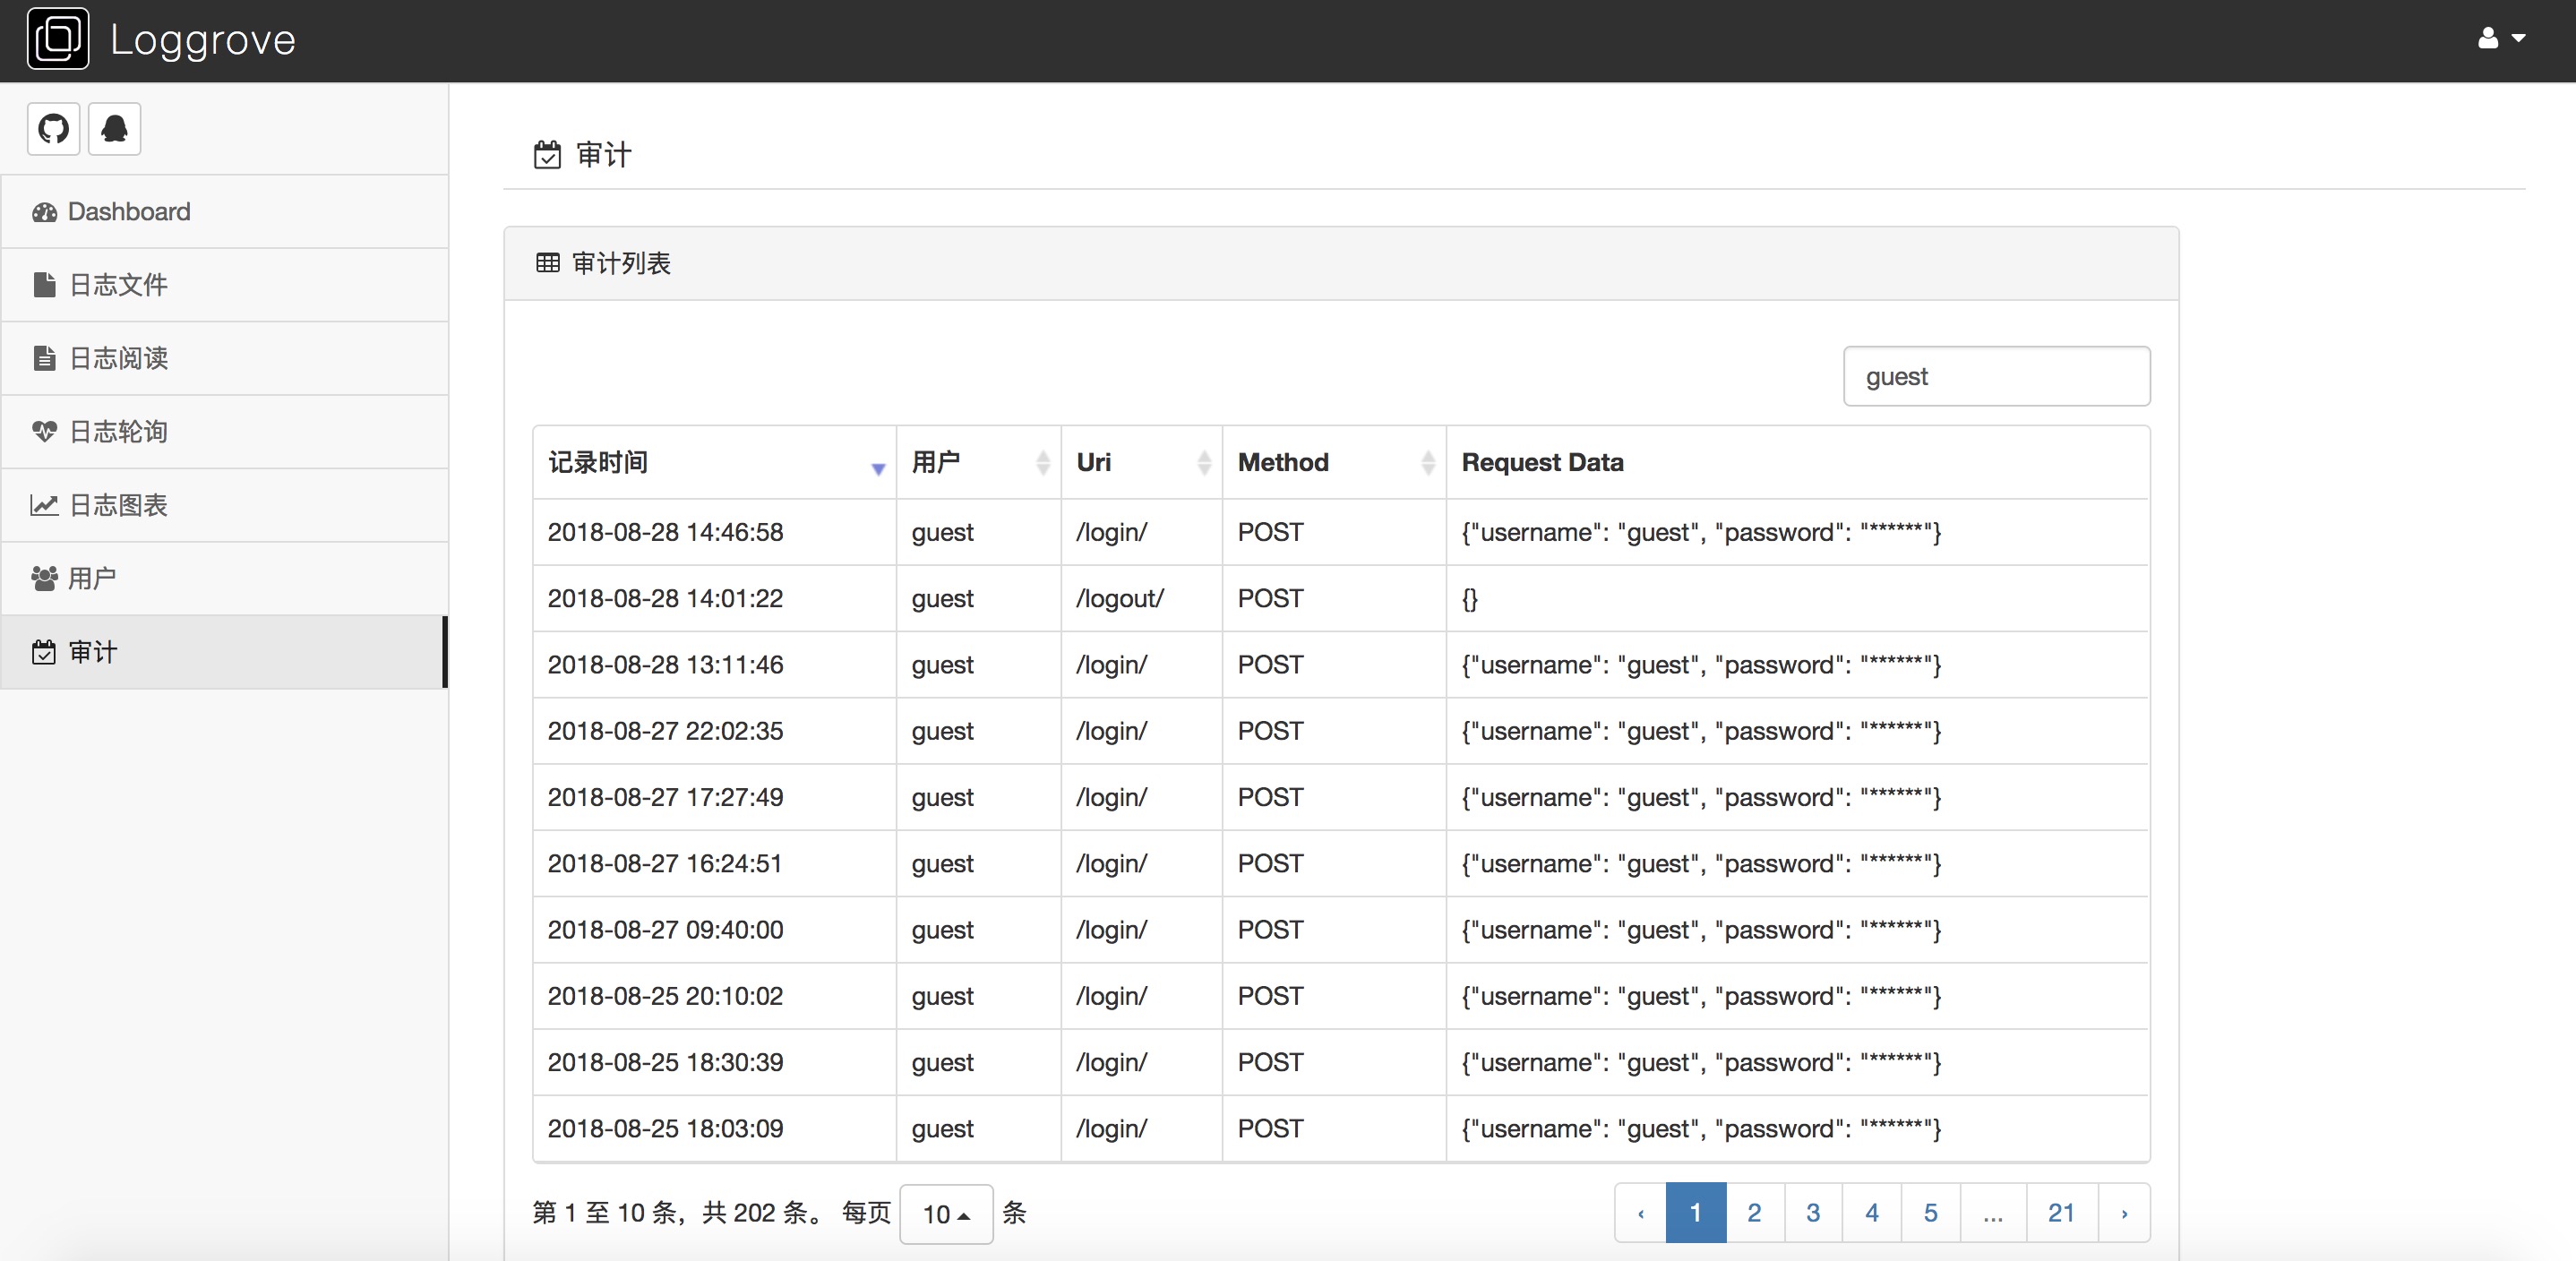 Loggrove
Dashboard
日志文件
日志阅读
日志轮询
日志图表
用户
审计
审计
审计列表
guest
记录时间 用户 Uri Method Request Data
2018-08-28 14:46:58 guest /login/ POST {"username": "guest", "password": "******"}
2018-08-28 14:01:22 guest /logout/ POST {}
2018-08-28 13:11:46 guest /login/ POST {"username": "guest", "password": "******"}
2018-08-27 22:02:35 guest /login/ POST {"username": "guest", "password": "******"}
2018-08-27 17:27:49 guest /login/ POST {"username": "guest", "password": "******"}
2018-08-27 16:24:51 guest /login/ POST {"username": "guest", "password": "******"}
2018-08-27 09:40:00 guest /login/ POST {"username": "guest", "password": "******"}
2018-08-25 20:10:02 guest /login/ POST {"username": "guest", "password": "******"}
2018-08-25 18:30:39 guest /login/ POST {"username": "guest", "password": "******"}
2018-08-25 18:03:09 guest /login/ POST {"username": "guest", "password": "******"}
第 1 至 10 条，共 202 条。 每页 10 条 ‹ 1 2 3 4 5 ... 21 ›